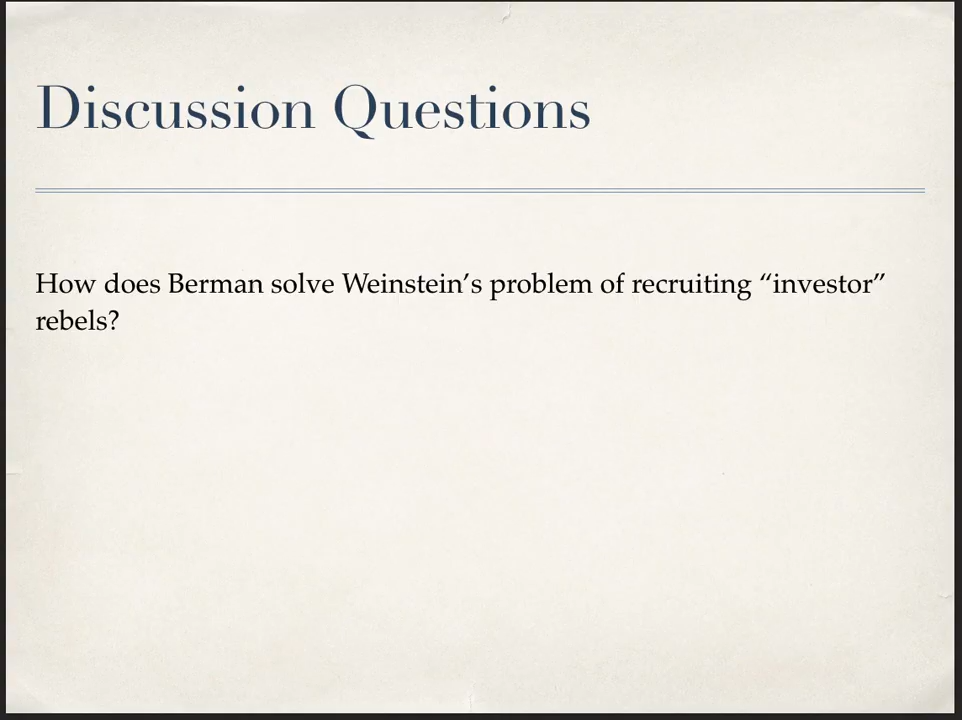 Discussion Questions
How does Berman solve Weinstein’s problem of recruiting “investor”
rebels?